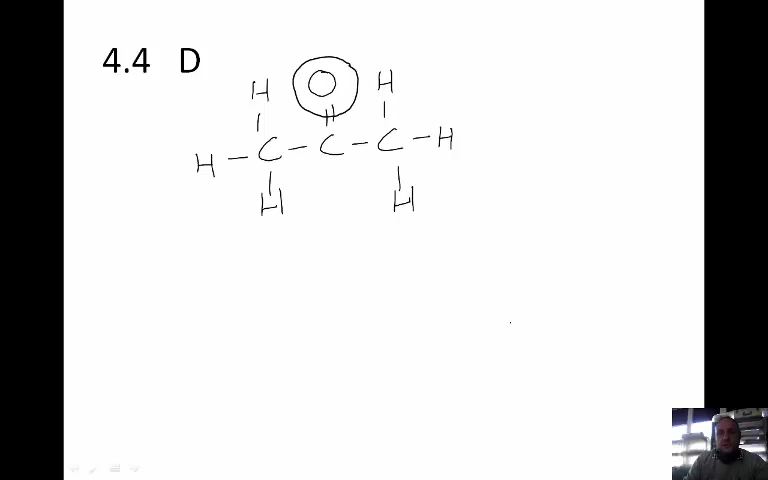 4.4 D
H O H
H – C – C – C – H
H H